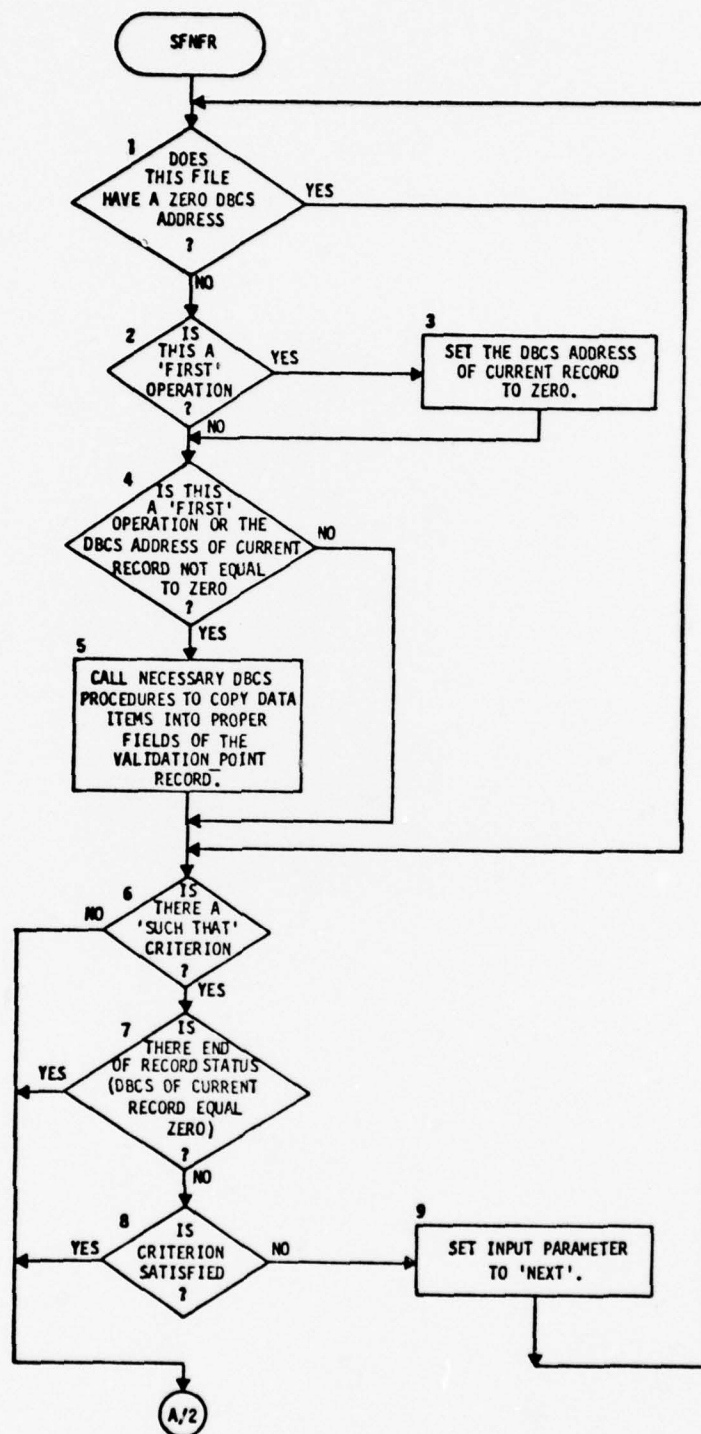 SFNFR
1
DOES
THIS FILE
HAVE A ZERO DBCS
ADDRESS
?
YES
NO
2
IS
THIS A
'FIRST'
OPERATION
?
YES
NO
3
SET THE DBCS ADDRESS
OF CURRENT RECORD
TO ZERO.
4
IS THIS
A 'FIRST'
OPERATION OR THE
DBCS ADDRESS OF CURRENT
RECORD NOT EQUAL
TO ZERO
?
NO
YES
5
CALL NECESSARY DBCS
PROCEDURES TO COPY DATA
ITEMS INTO PROPER
FIELDS OF THE
VALIDATION_POINT
RECORD.
6
IS
THERE A
'SUCH THAT'
CRITERION
?
NO
YES
7
IS
THERE END
OF RECORD STATUS
(DBCS OF CURRENT
RECORD EQUAL
ZERO)
?
YES
NO
8
IS
CRITERION
SATISFIED
?
YES
NO
9
SET INPUT PARAMETER
TO 'NEXT'.
A/2